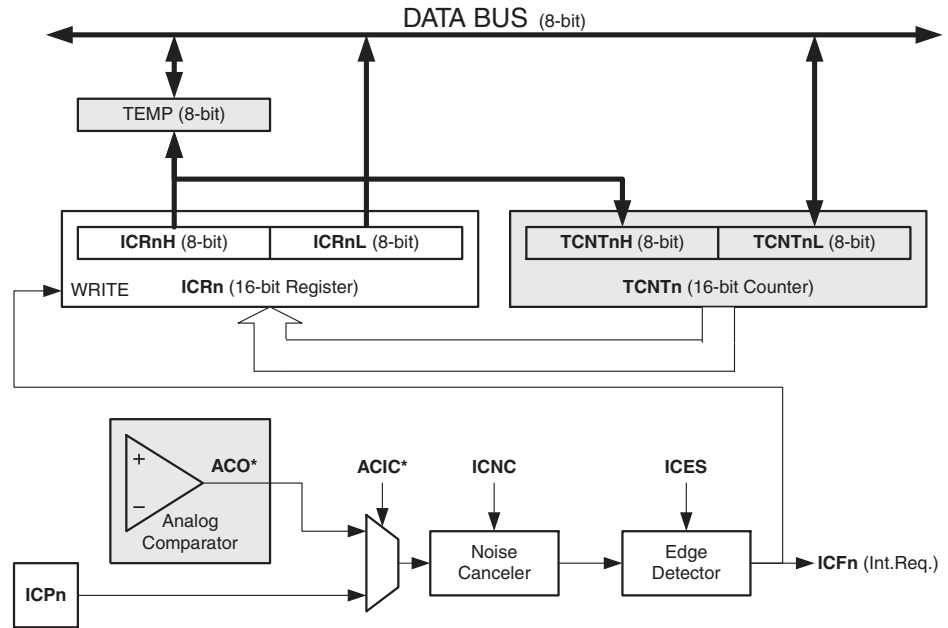 DATA BUS (8-bit)
TEMP (8-bit)
ICRnH (8-bit) ICRnL (8-bit) TCNTnH (8-bit) TCNTnL (8-bit)
WRITE ICRn (16-bit Register) TCNTn (16-bit Counter)
+ ACO* ACIC* ICNC ICES
−
Analog
Comparator
Noise
Canceler
Edge
Detector
ICFn (Int.Req.)
ICPn